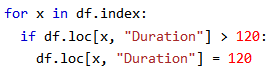 for x in df.index:
  if df.loc[x, "Duration"] > 120:
    df.loc[x, "Duration"] = 120